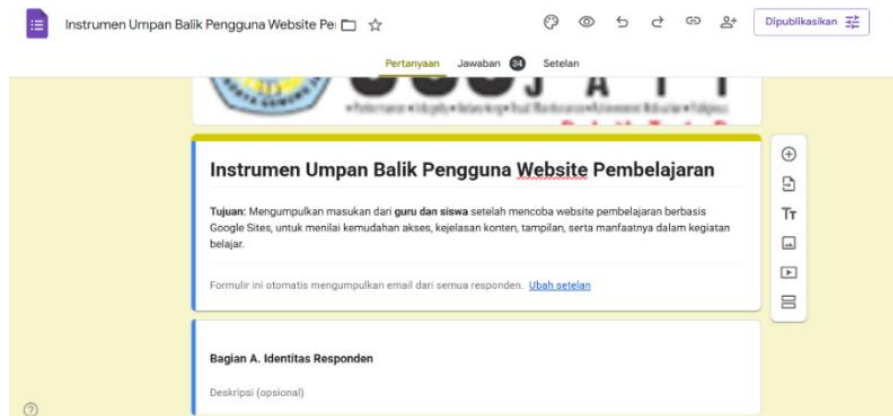 Instrumen Umpan Balik Pengguna Website Pe
Dipublikasikan
Pertanyaan Jawaban 34 Setelan
Instrumen Umpan Balik Pengguna Website Pembelajaran
Tujuan: Mengumpulkan masukan dari guru dan siswa setelah mencoba website pembelajaran berbasis
Google Sites, untuk menilai kemudahan akses, kejelasan konten, tampilan, serta manfaatnya dalam kegiatan
belajar.
Formulir ini otomatis mengumpulkan email dari semua responden. Ubah setelan
Bagian A. Identitas Responden
Deskripsi (opsional)